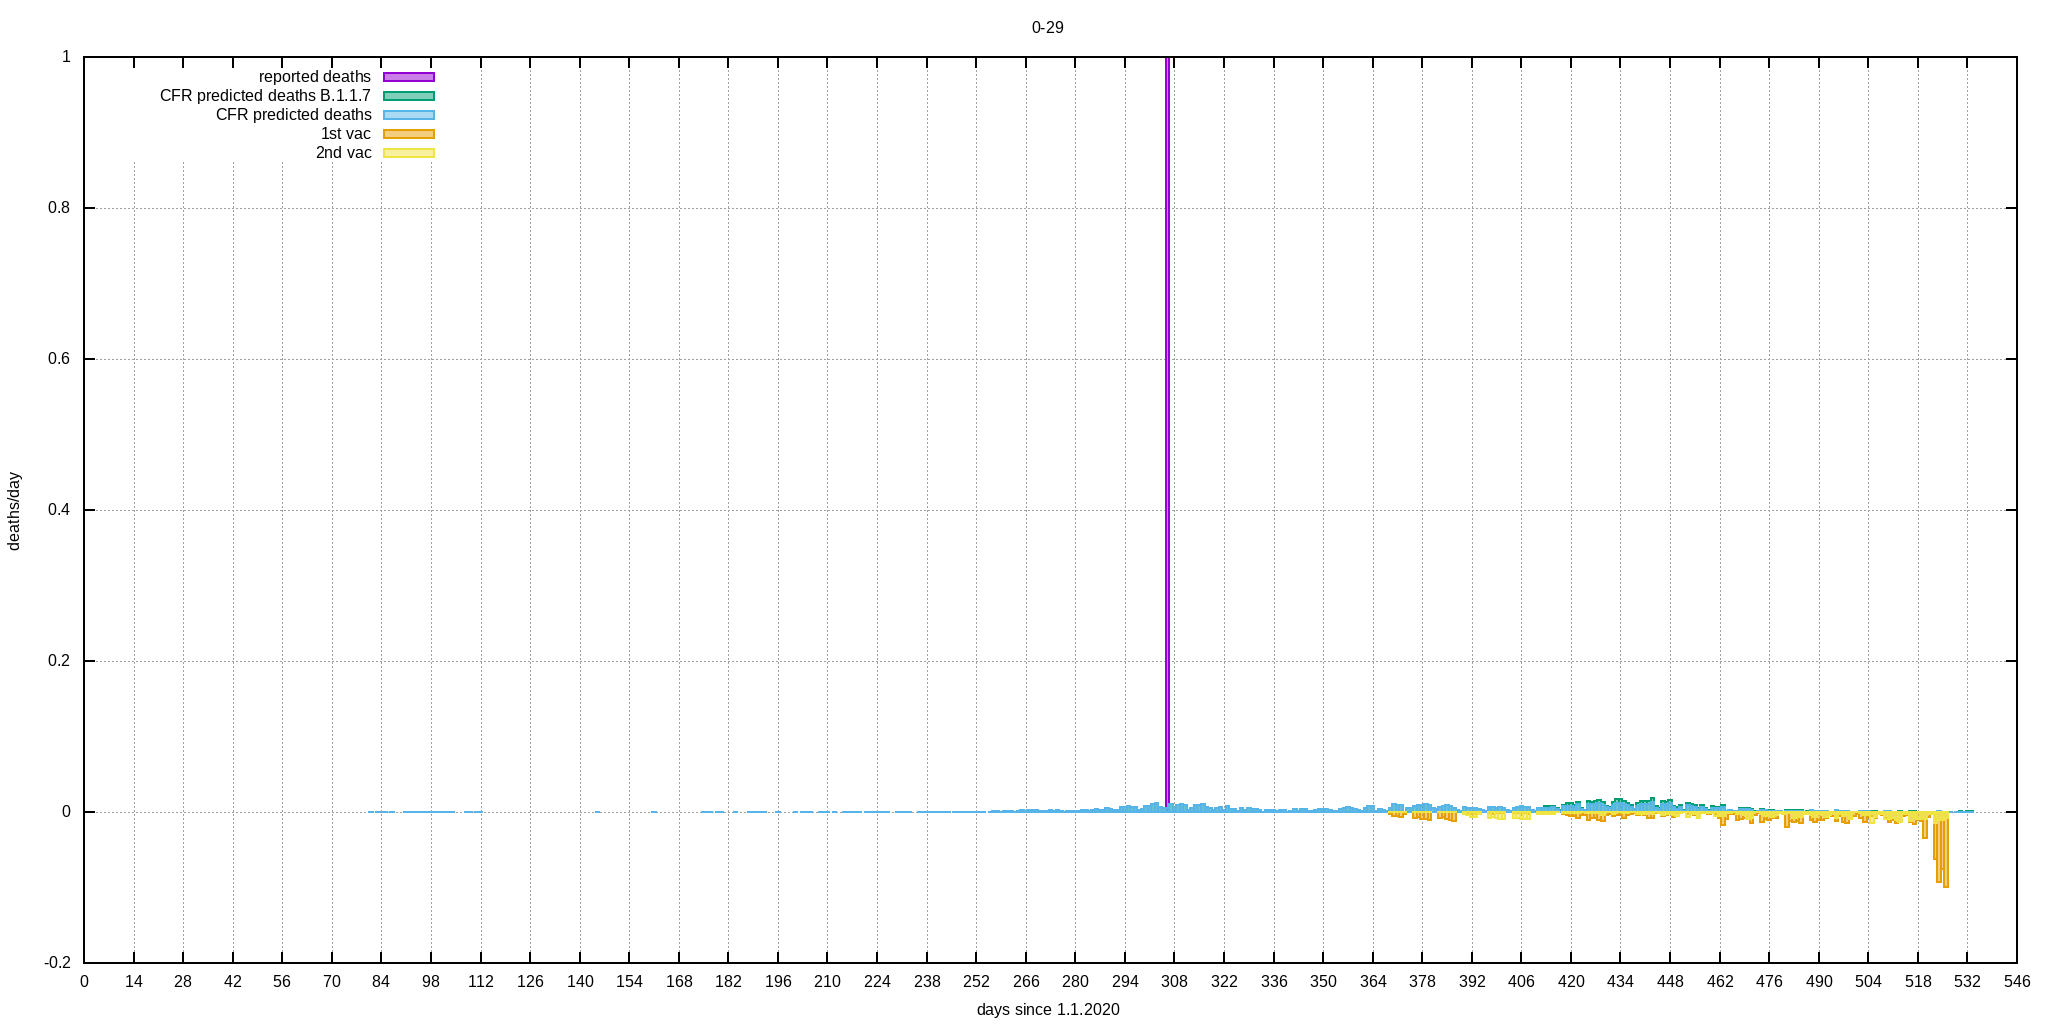 0-29
1
reported deaths
CFR predicted deaths B.1.1.7
CFR predicted deaths
1st vac
2nd vac
0.8
0.6
0.4
0.2
0
-0.2
deaths/day
0 14 28 42 56 70 84 98 112 126 140 154 168 182 196 210 224 238 252 266 280 294 308 322 336 350 364 378 392 406 420 434 448 462 476 490 504 518 532 546
days since 1.1.2020